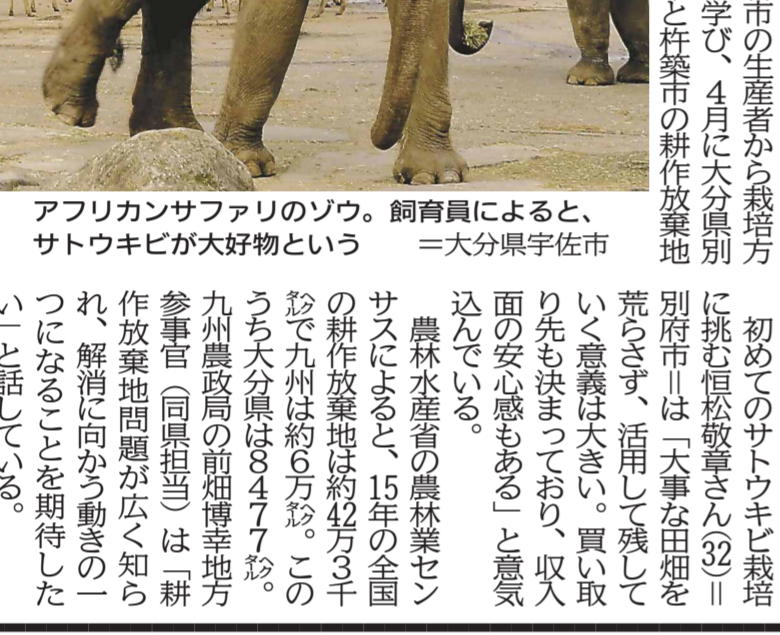 市の生産者から栽培方
学び、4月に大分県別
と杵築市の耕作放棄地
アフリカンサファリのゾウ。飼育員によると、
サトウキビが大好物という　＝大分県宇佐市
初めてのサトウキビ栽培
に挑む恒松敬章さん(32)＝
別府市＝は「大事な田畑を
荒らさず、活用して残して
いく意義は大きい。買い取
り先も決まっており、収入
面の安心感もある」と意気
込んでいる。
農林水産省の農林業セン
サスによると、15年の全国
の耕作放棄地は約42万3千
㌶で九州は約6万㌶。この
うち大分県は8477㌶。
九州農政局の前畑博幸地方
参事官（同県担当）は「耕
作放棄地問題が広く知ら
れ、解消に向かう動きの一
つになることを期待した
い」と話している。